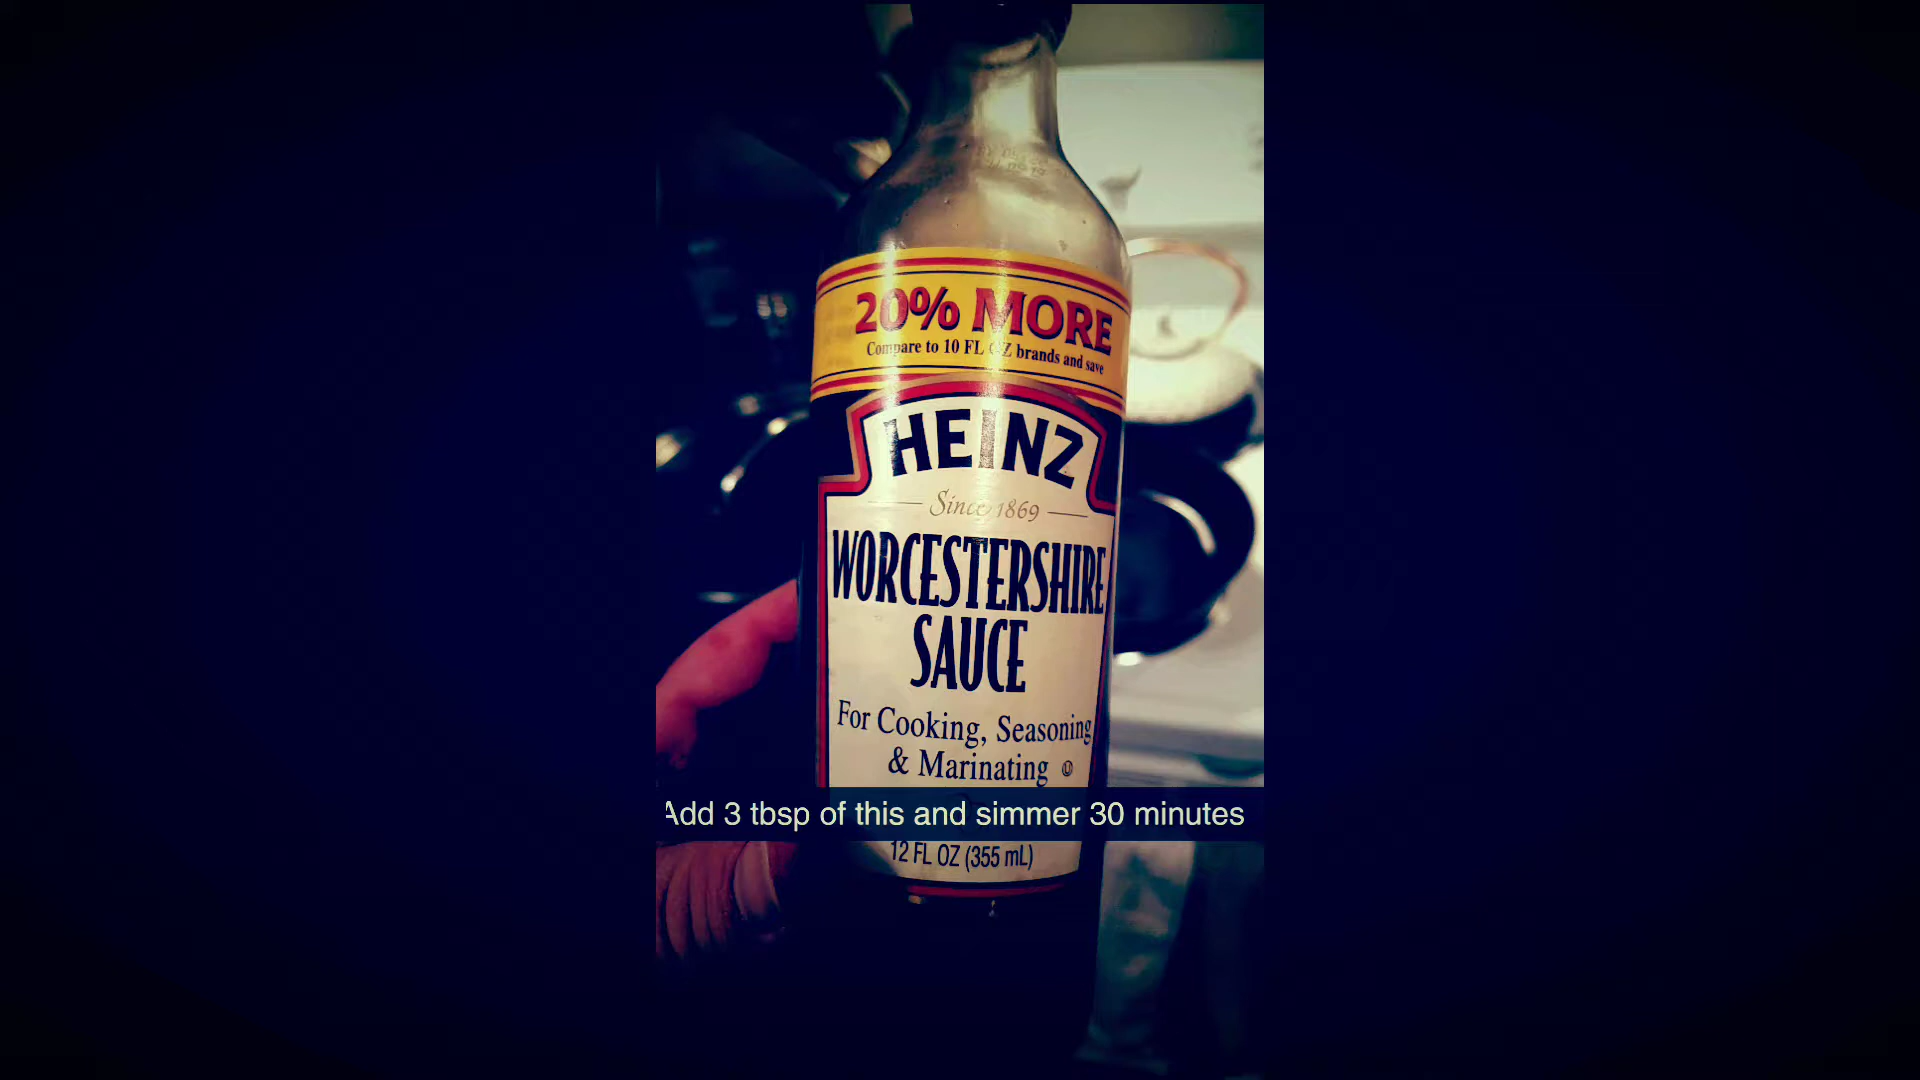 20% MORE
Compare to 10 FL OZ brands and save
HEINZ
Since 1869
WORCESTERSHIRE
SAUCE
For Cooking, Seasoning
& Marinating Ⓤ
Add 3 tbsp of this and simmer 30 minutes
12 FL OZ (355 mL)